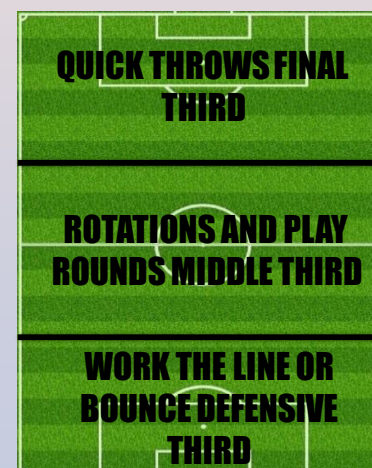 QUICK THROWS FINAL
THIRD
ROTATIONS AND PLAY
ROUNDS MIDDLE THIRD
WORK THE LINE OR
BOUNCE DEFENSIVE
THIRD